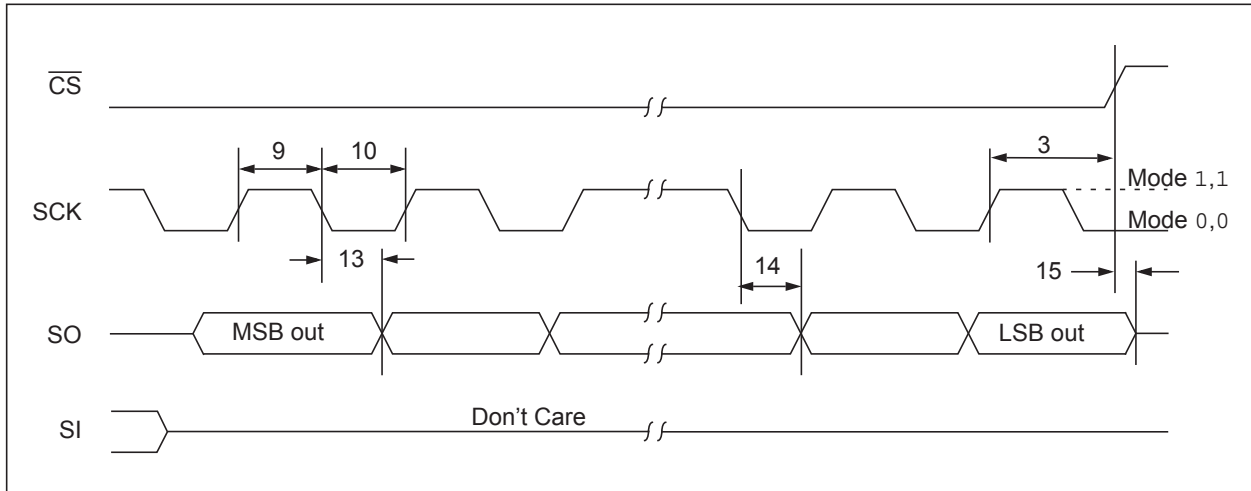 CS
9
10
3
Mode 1,1
SCK
Mode 0,0
13
14
15
SO
MSB out
LSB out
Don't Care
SI